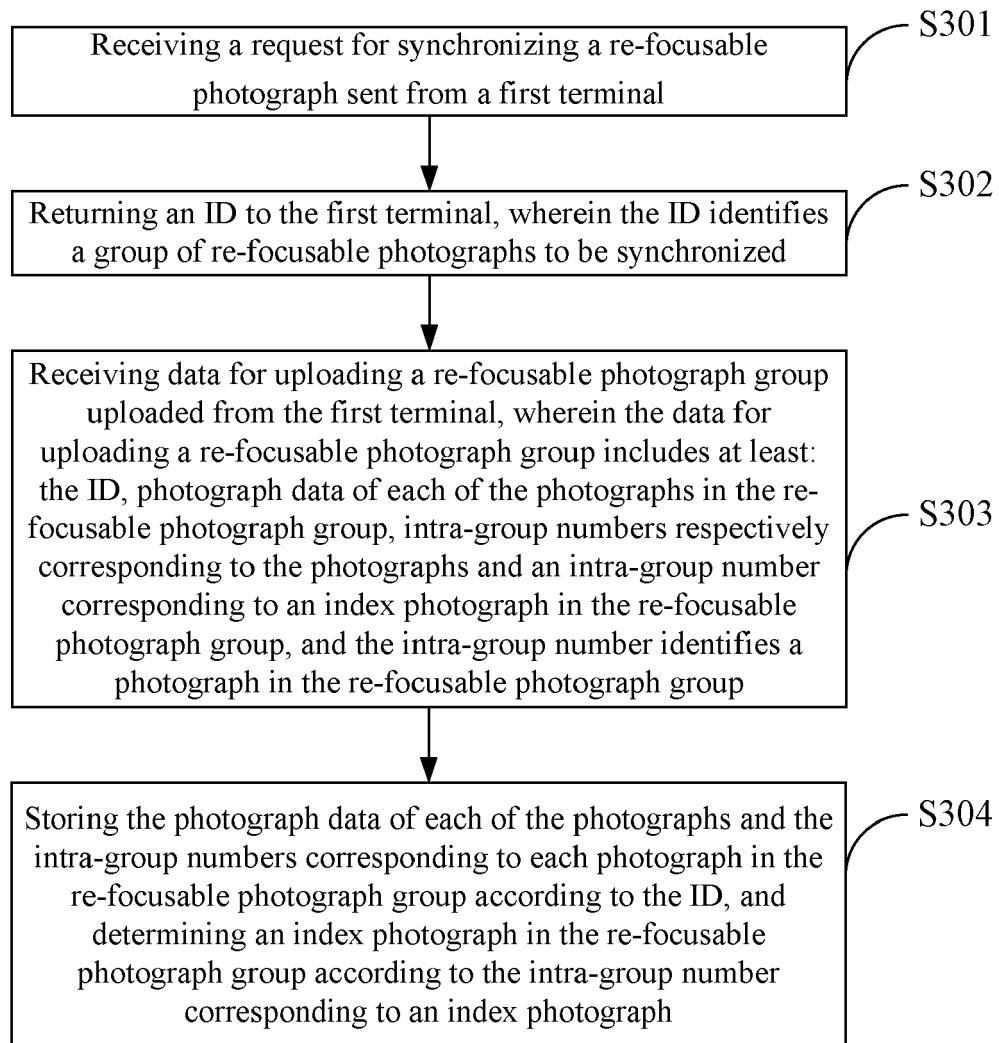 Receiving a request for synchronizing a re-focusable
photograph sent from a first terminal
S301
Returning an ID to the first terminal, wherein the ID identifies
a group of re-focusable photographs to be synchronized
S302
Receiving data for uploading a re-focusable photograph group
uploaded from the first terminal, wherein the data for
uploading a re-focusable photograph group includes at least:
the ID, photograph data of each of the photographs in the re-
focusable photograph group, intra-group numbers respectively
corresponding to the photographs and an intra-group number
corresponding to an index photograph in the re-focusable
photograph group, and the intra-group number identifies a
photograph in the re-focusable photograph group
S303
Storing the photograph data of each of the photographs and the
intra-group numbers corresponding to each photograph in the
re-focusable photograph group according to the ID, and
determining an index photograph in the re-focusable
photograph group according to the intra-group number
corresponding to an index photograph
S304